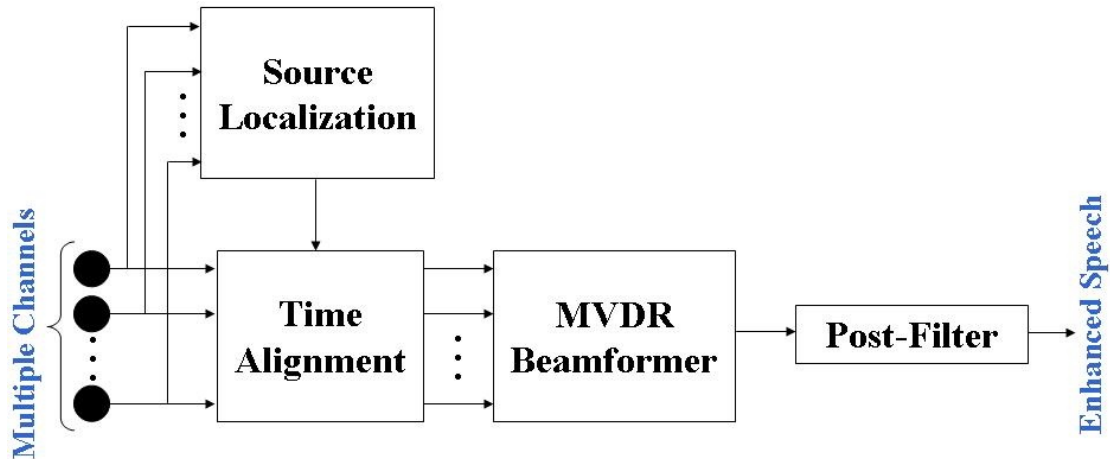 Source
Localization
Multiple Channels
Time
Alignment
MVDR
Beamformer
Post-Filter
Enhanced Speech